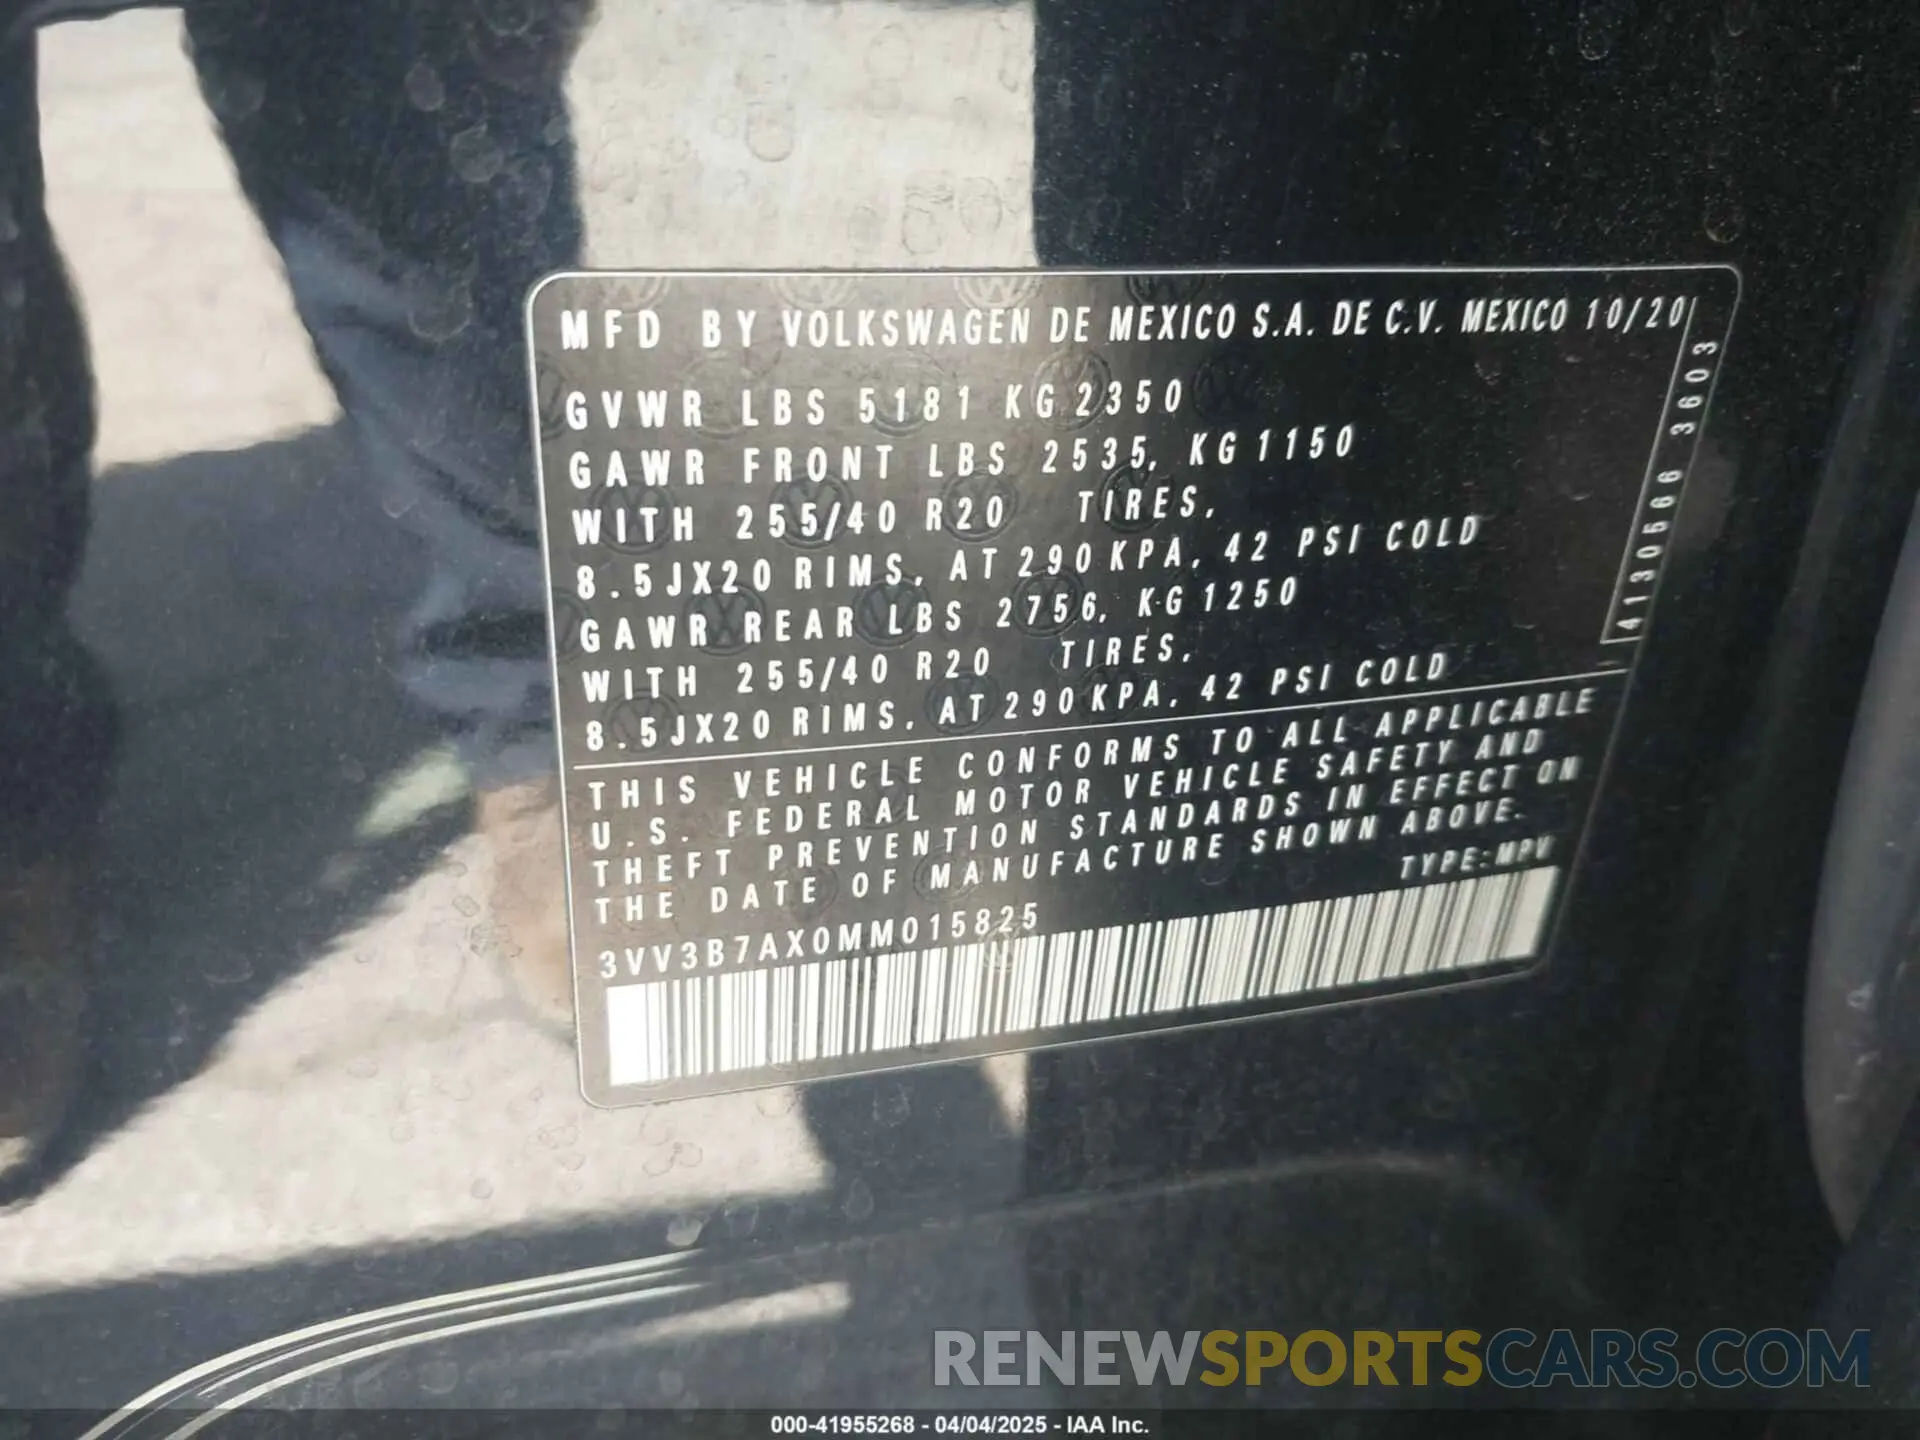 MFD BY VOLKSWAGEN DE MEXICO S.A. DE C.V. MEXICO 10/20
GVWR LBS 5181 KG 2350
GAWR FRONT LBS 2535, KG 1150
WITH 255/40 R20 TIRES,
8.5JX20 RIMS, AT 290 KPA, 42 PSI COLD
GAWR REAR LBS 2756, KG 1250
WITH 255/40 R20 TIRES,
8.5JX20 RIMS, AT 290 KPA, 42 PSI COLD
4130566 3603
THIS VEHICLE CONFORMS TO ALL APPLICABLE
U.S. FEDERAL MOTOR VEHICLE SAFETY AND
THEFT PREVENTION STANDARDS IN EFFECT ON
THE DATE OF MANUFACTURE SHOWN ABOVE.
TYPE:MPV
3VV3B7AX0MM015825
RENEWSPORTSCARS.COM
000-41955268 - 04/04/2025 - IAA Inc.